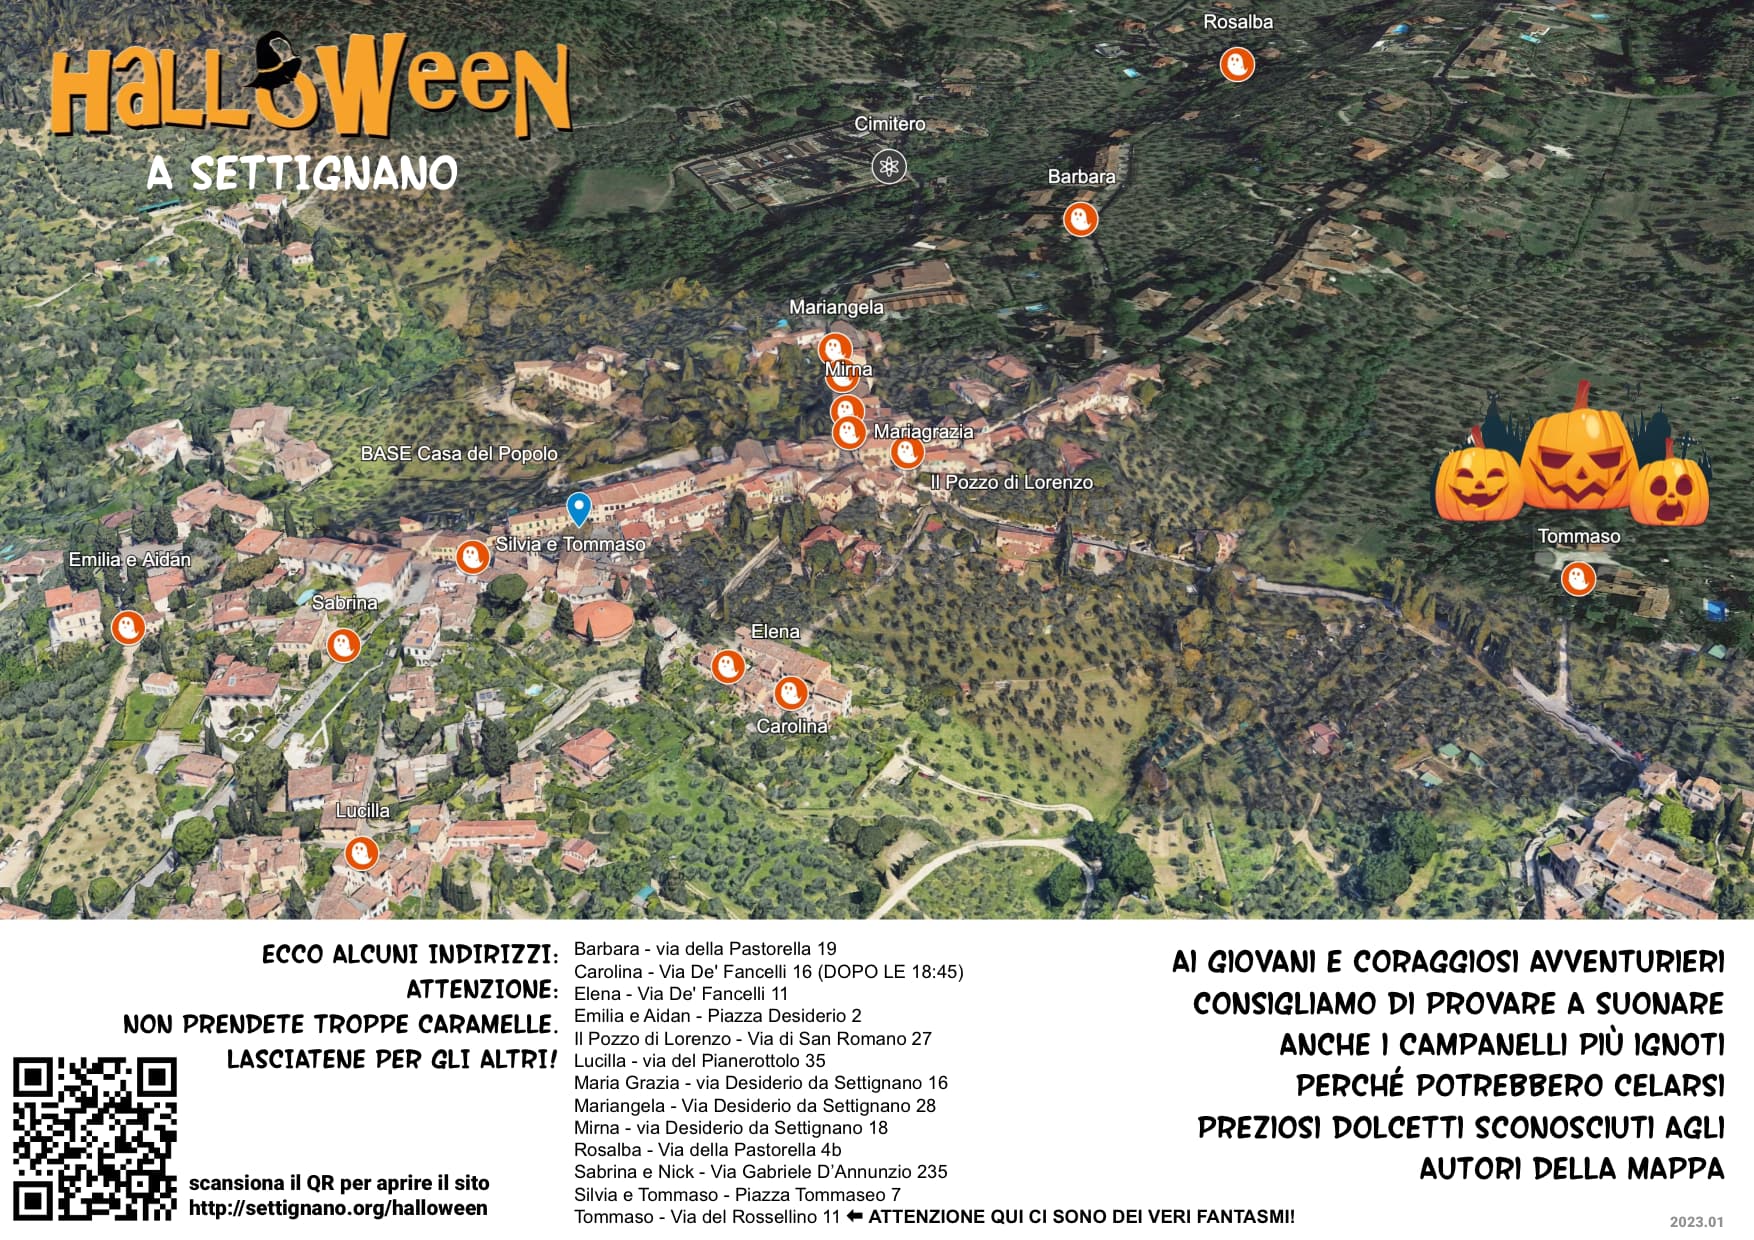 HALLOWEEN
A SETTIGNANO
Rosalba
Cimitero
Barbara
Mariangela
Mirna
Mariagrazia
BASE Casa del Popolo
Il Pozzo di Lorenzo
Silvia e Tommaso
Tommaso
Emilia e Aidan
Sabrina
Elena
Carolina
Lucilla
ECCO ALCUNI INDIRIZZI:
ATTENZIONE:
NON PRENDETE TROPPE CARAMELLE.
LASCIATENE PER GLI ALTRI!
scansiona il QR per aprire il sito
http://settignano.org/halloween
Barbara - via della Pastorella 19
Carolina - Via De' Fancelli 16 (DOPO LE 18:45)
Elena - Via De' Fancelli 11
Emilia e Aidan - Piazza Desiderio 2
Il Pozzo di Lorenzo - Via di San Romano 27
Lucilla - via del Pianerottolo 35
Maria Grazia - via Desiderio da Settignano 16
Mariangela - Via Desiderio da Settignano 28
Mirna - via Desiderio da Settignano 18
Rosalba - Via della Pastorella 4b
Sabrina e Nick - Via Gabriele D’Annunzio 235
Silvia e Tommaso - Piazza Tommaseo 7
Tommaso - Via del Rossellino 11 ⬅ ATTENZIONE QUI CI SONO DEI VERI FANTASMI!
AI GIOVANI E CORAGGIOSI AVVENTURIERI
CONSIGLIAMO DI PROVARE A SUONARE
ANCHE I CAMPANELLI PIÙ IGNOTI
PERCHÉ POTREBBERO CELARSI
PREZIOSI DOLCETTI SCONOSCIUTI AGLI
AUTORI DELLA MAPPA
2023.01